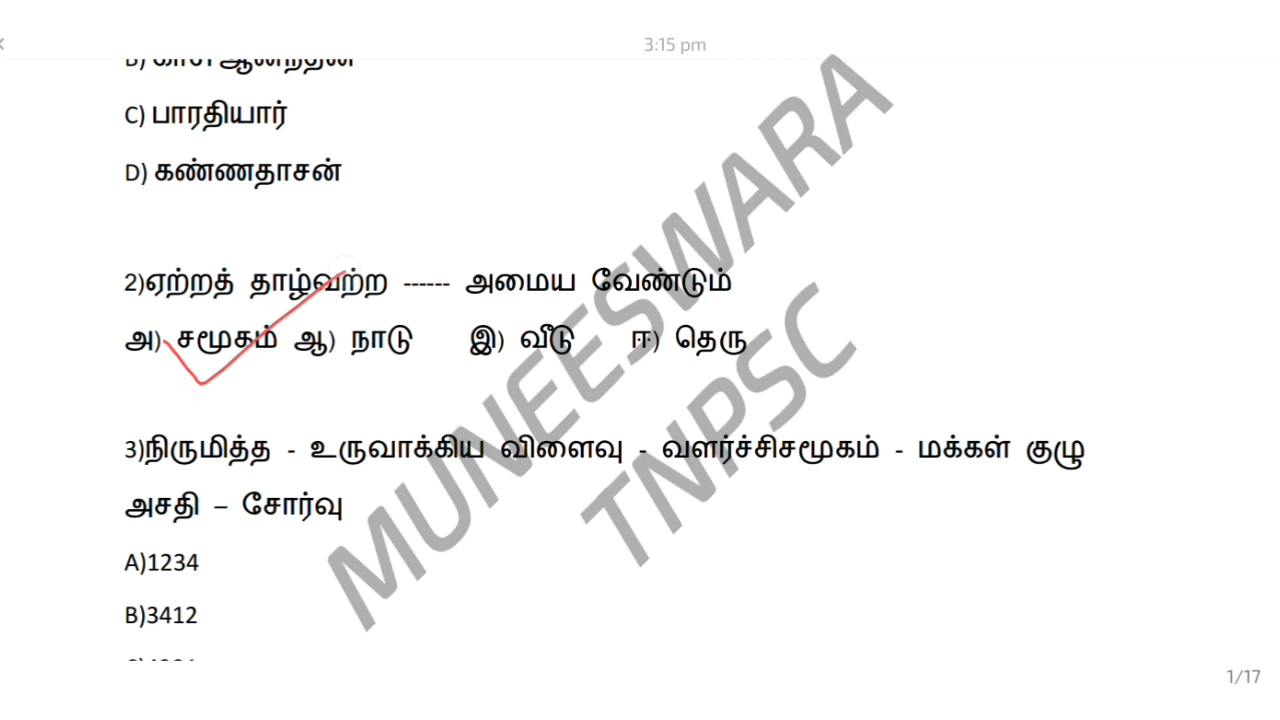 3:15 pm
C) பாரதியார்
D) கண்ணதாசன்
2)ஏற்றத் தாழ்வற்ற ------ அமைய வேண்டும்
அ) சமூகம் ஆ) நாடு இ) வீடு ஈ) தெரு
3)நிருமித்த - உருவாக்கிய விளைவு - வளர்ச்சிசமூகம் - மக்கள் குழு
அசதி – சோர்வு
A)1234
B)3412
MUNEESWARA
TNPSC
1/17